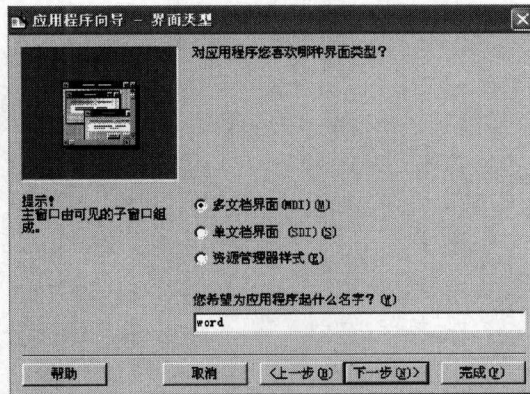 应用程序向导 - 界面类型
对应用程序您喜欢哪种界面类型？
提示！
主窗口由可见的子窗口组
成。
多文档界面(MDI)(M)
单文档界面 (SDI)(S)
资源管理器样式(E)
您希望为应用程序起什么名字？(W)
word
帮助
取消
<上一步(B)
下一步(N)>
完成(F)